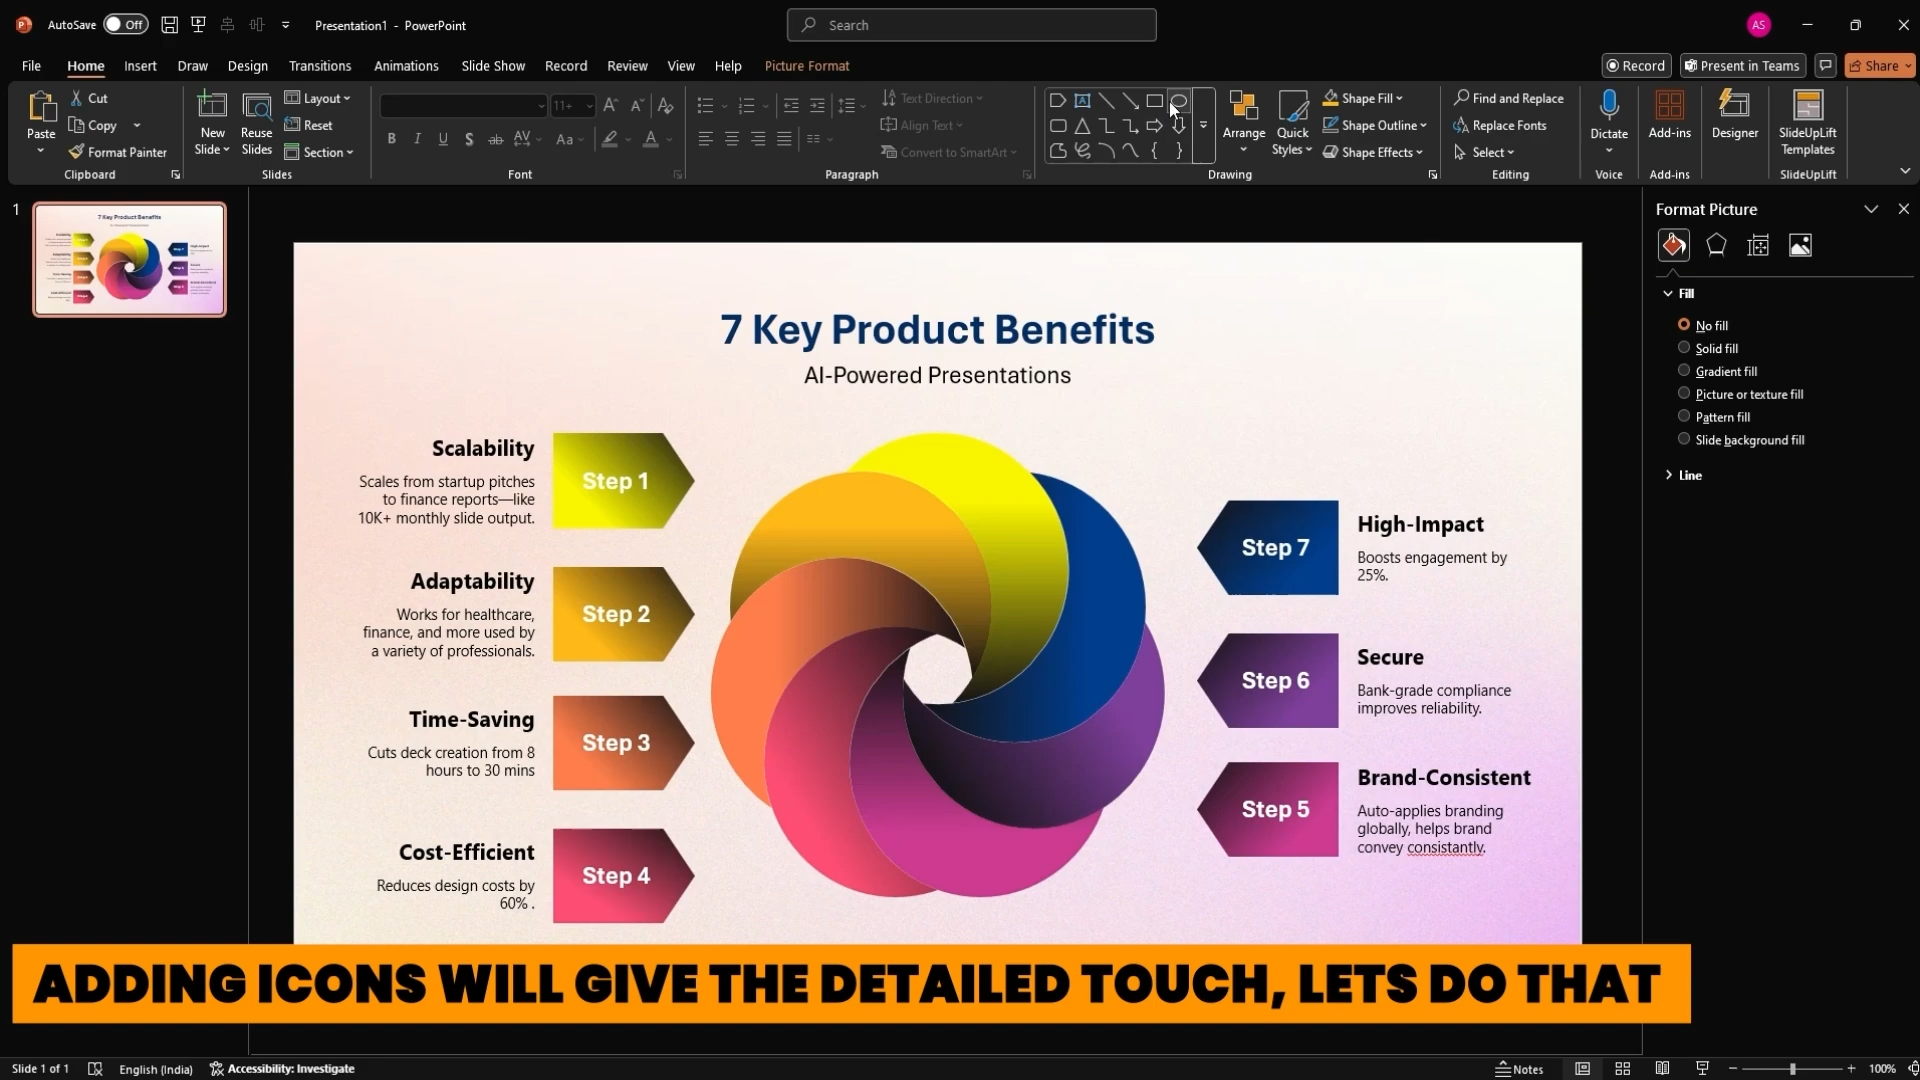 AutoSave Off Presentation1 - PowerPoint Search AS
File Home Insert Draw Design Transitions Animations Slide Show Record Review View Help Picture Format Record Present in Teams Share
Paste Cut Copy Format Painter Clipboard
New Slide Reuse Slides Layout Reset Section Slides
11+ B I U S ab AV Aa A Font
Text Direction Align Text Convert to SmartArt Paragraph
Arrange Quick Styles Shape Fill Shape Outline Shape Effects Drawing
Find and Replace Replace Fonts Select Editing
Dictate Voice
Add-ins Add-ins
Designer
SlideUpLift Templates SlideUpLift
1
7 Key Product Benefits
7 Key Product Benefits
AI-Powered Presentations
Scalability
Scales from startup pitches
to finance reports—like
10K+ monthly slide output.
Step 1
Adaptability
Works for healthcare,
finance, and more used by
a variety of professionals.
Step 2
Time-Saving
Cuts deck creation from 8
hours to 30 mins
Step 3
Cost-Efficient
Reduces design costs by
60% .
Step 4
Step 7
High-Impact
Boosts engagement by
25%.
Step 6
Secure
Bank-grade compliance
improves reliability.
Step 5
Brand-Consistent
Auto-applies branding
globally, helps brand
convey consistantly.
Format Picture
Fill
No fill
Solid fill
Gradient fill
Picture or texture fill
Pattern fill
Slide background fill
Line
ADDING ICONS WILL GIVE THE DETAILED TOUCH, LETS DO THAT
Slide 1 of 1 English (India) Accessibility: Investigate Notes 100%